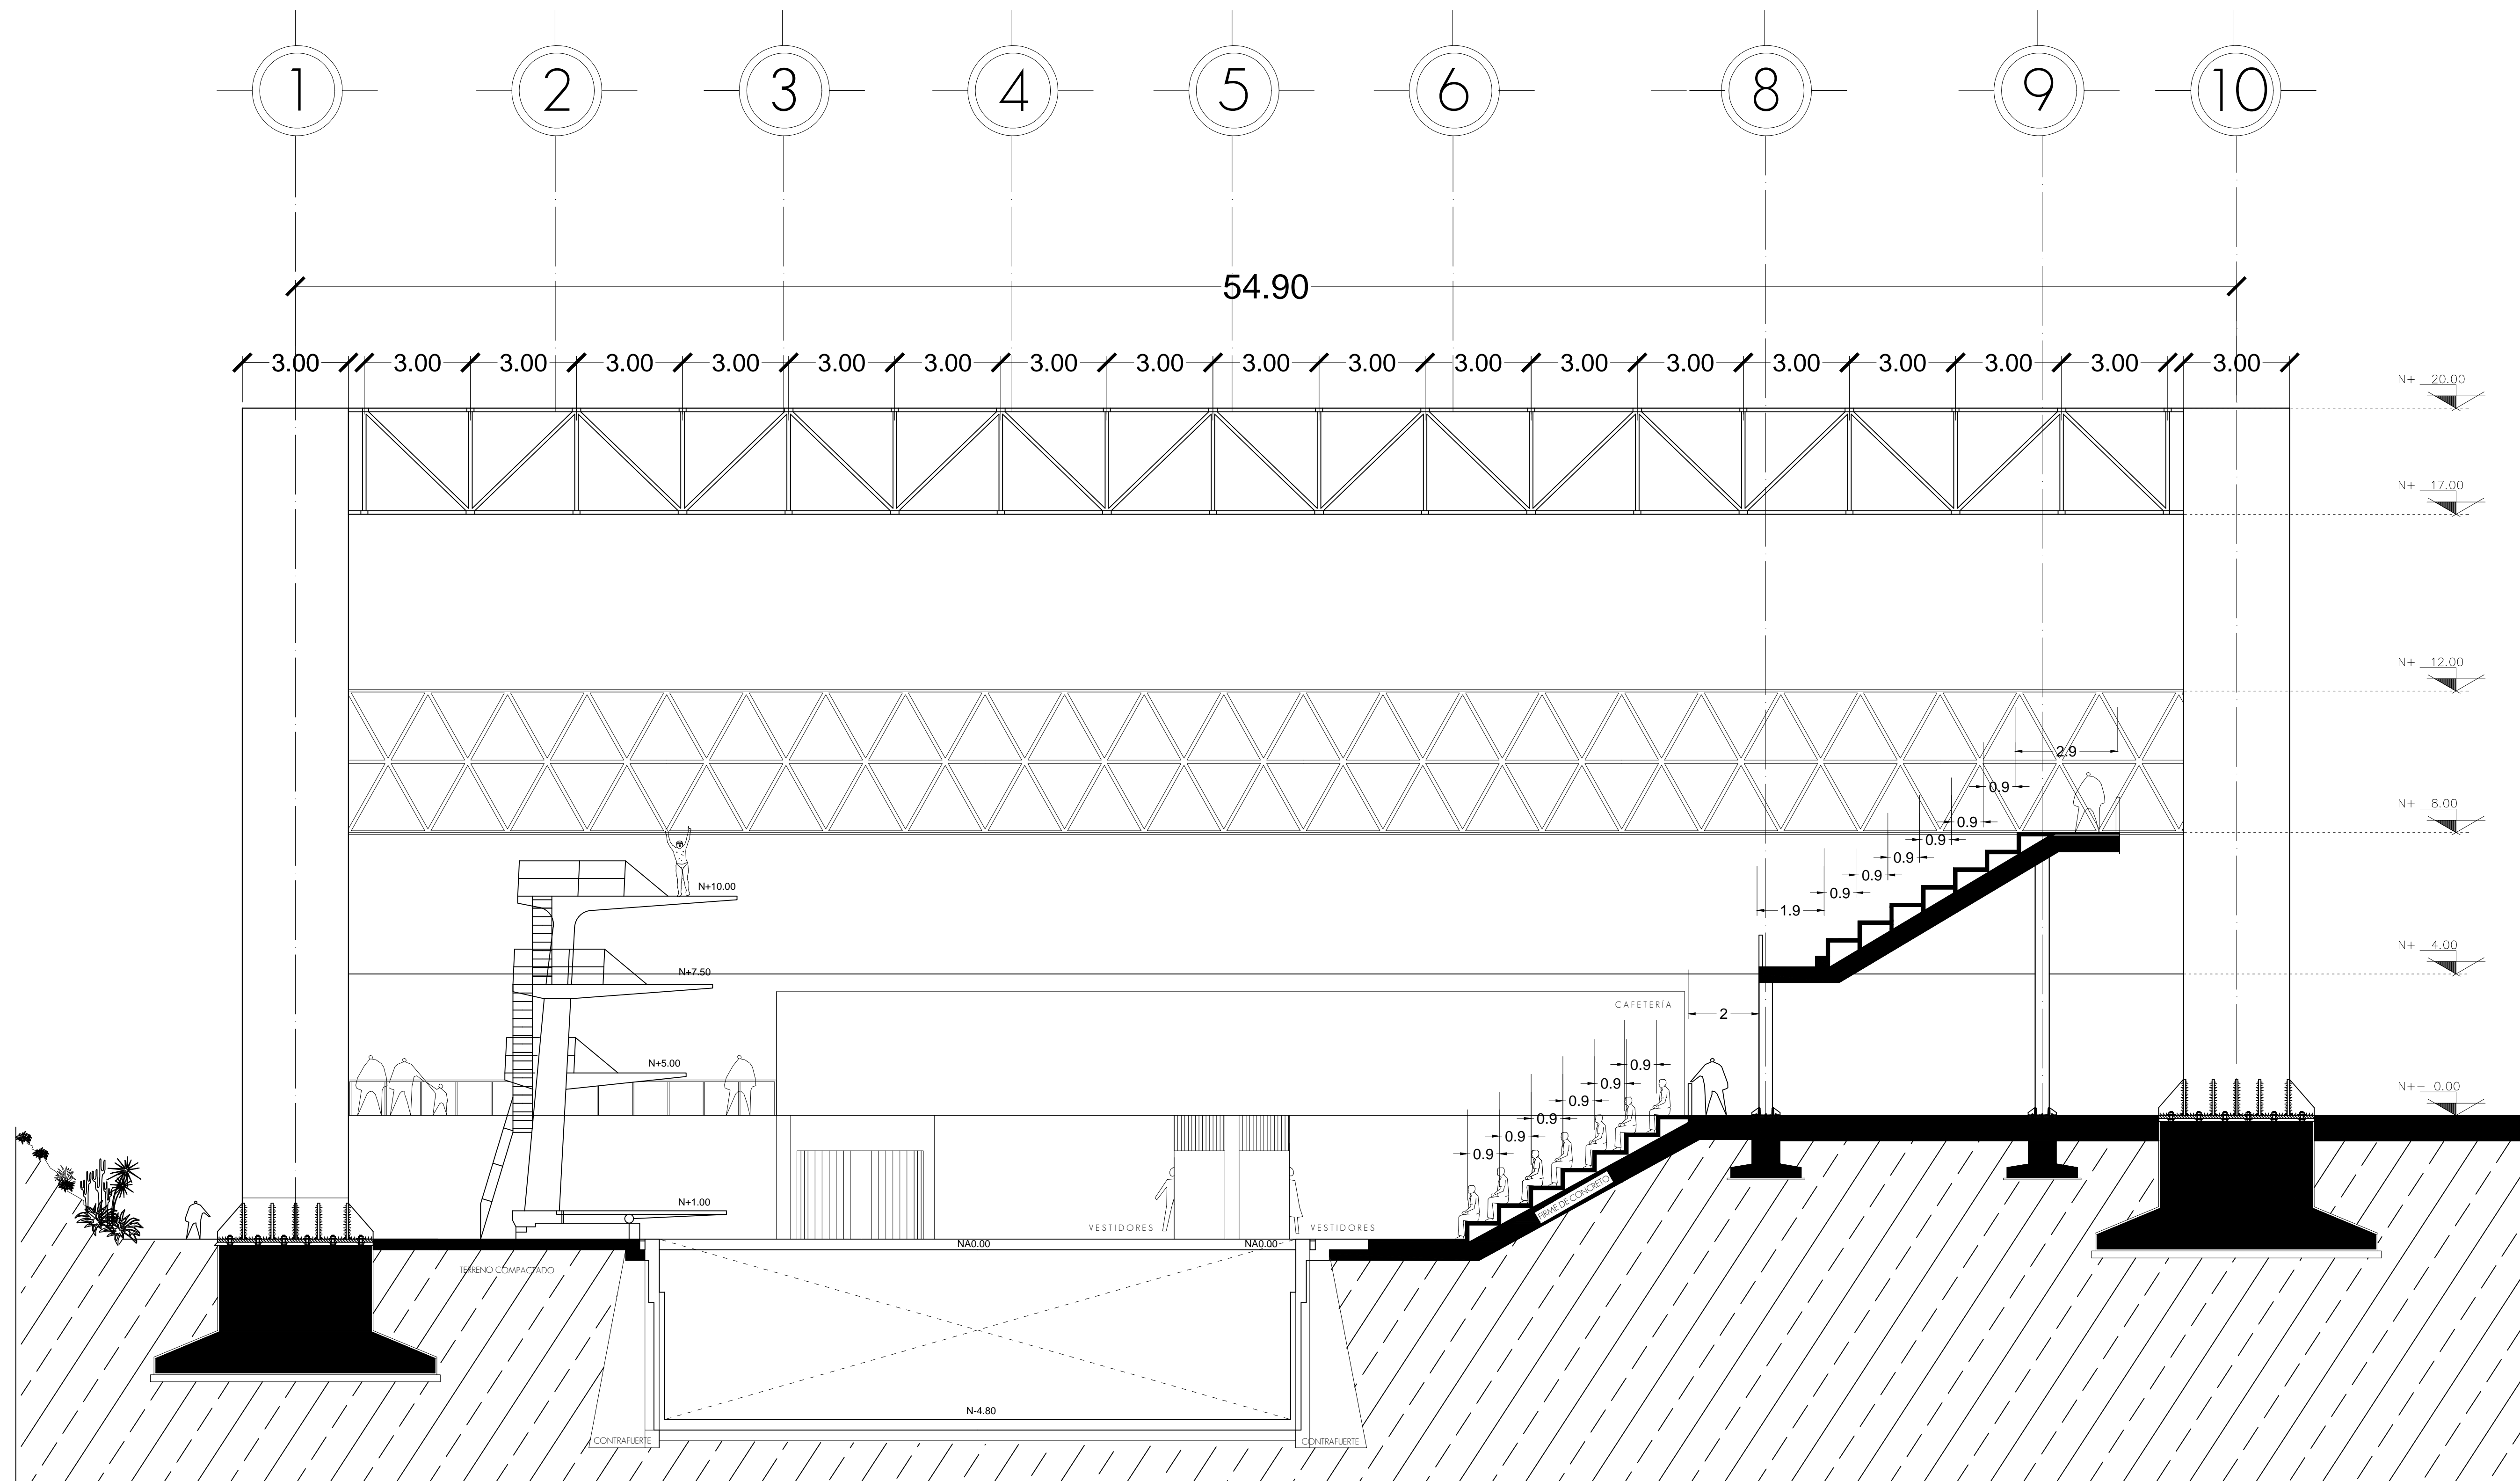 1 2 3 4 5 6 8 9 10
54.90
3.00 3.00 3.00 3.00 3.00 3.00 3.00 3.00 3.00 3.00 3.00 3.00 3.00 3.00 3.00 3.00 3.00 3.00 3.00
N+ 20.00
N+ 17.00
N+ 12.00
2.9
0.9
N+ 8.00
0.9
0.9
0.9
0.9
N+10.00
0.9
1.9
N+ 4.00
N+7.50
CAFETERÍA
2
N+5.00
0.9
0.9
N+- 0.00
0.9
0.9
0.9
0.9
FIRME DE CONCRETO
N+1.00
VESTIDORES
VESTIDORES
NA0.00
NA0.00
TERRENO COMPACTADO
N-4.80
CONTRAFUERTE
CONTRAFUERTE